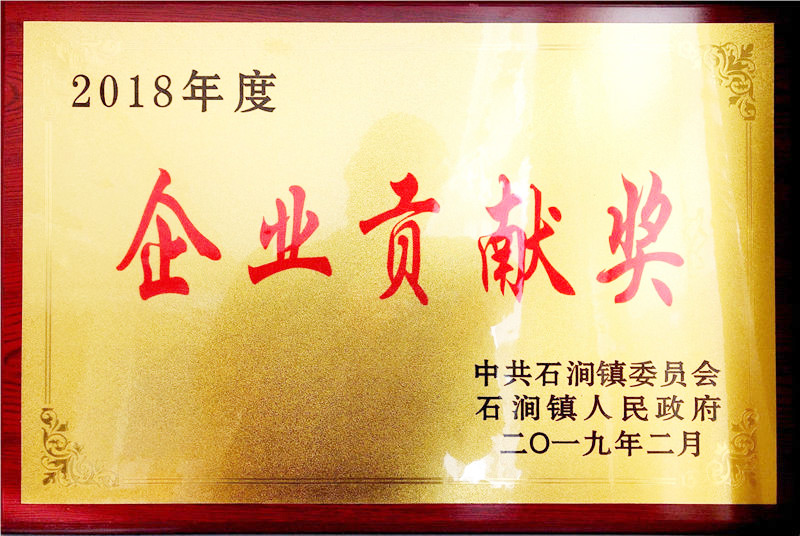 2018年度
企业贡献奖
中共石涧镇委员会
石涧镇人民政府
二〇一九年二月